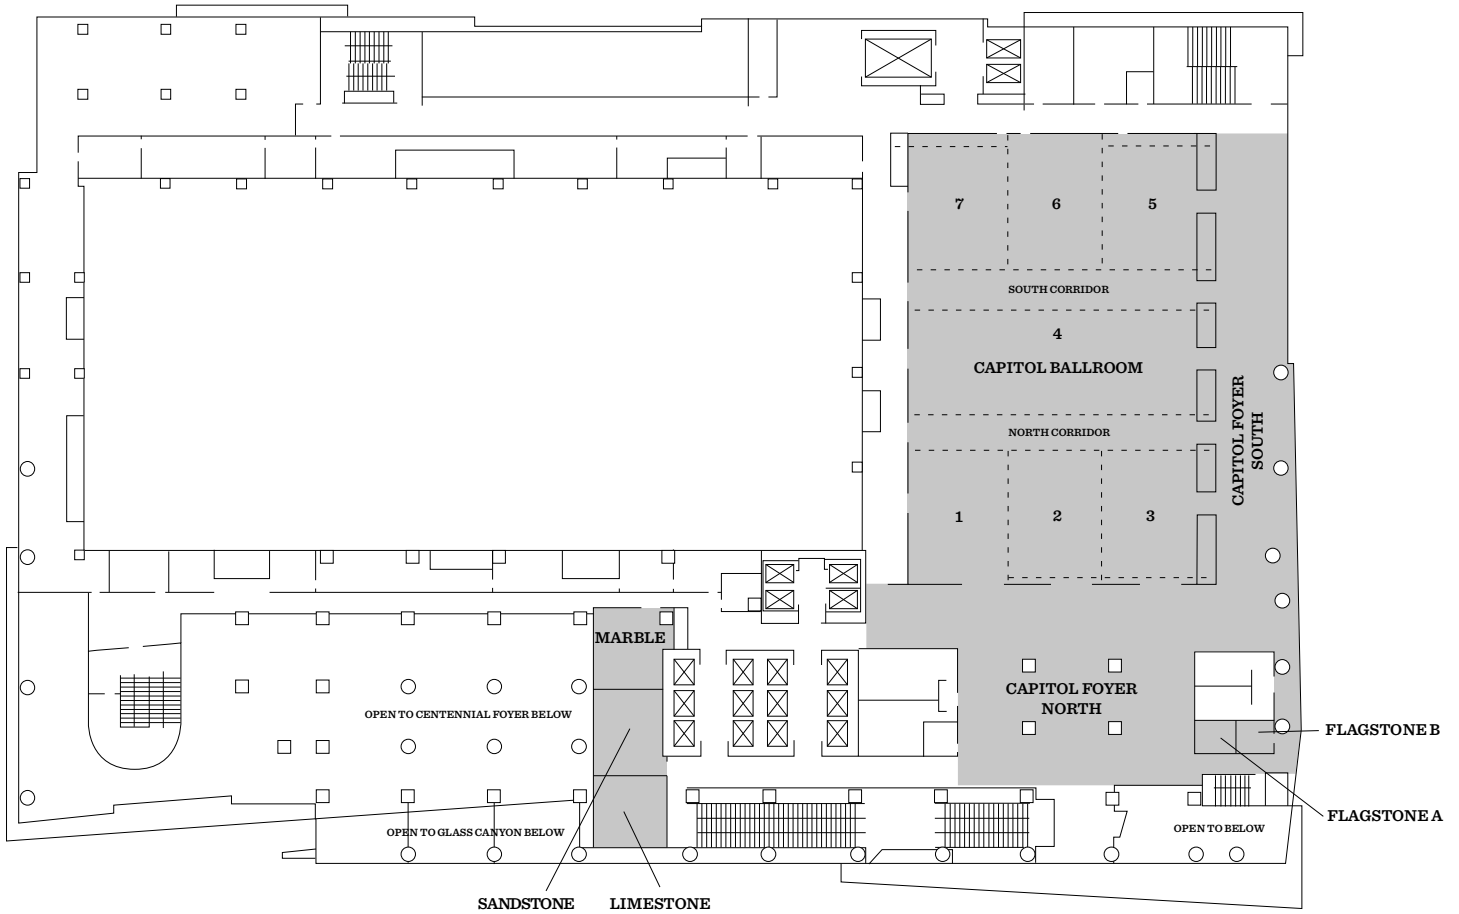 7
6
5
SOUTH CORRIDOR
4
CAPITOL BALLROOM
NORTH CORRIDOR
CAPITOL FOYER
SOUTH
1
2
3
MARBLE
CAPITOL FOYER
NORTH
OPEN TO CENTENNIAL FOYER BELOW
FLAGSTONE B
FLAGSTONE A
OPEN TO GLASS CANYON BELOW
OPEN TO BELOW
SANDSTONE
LIMESTONE